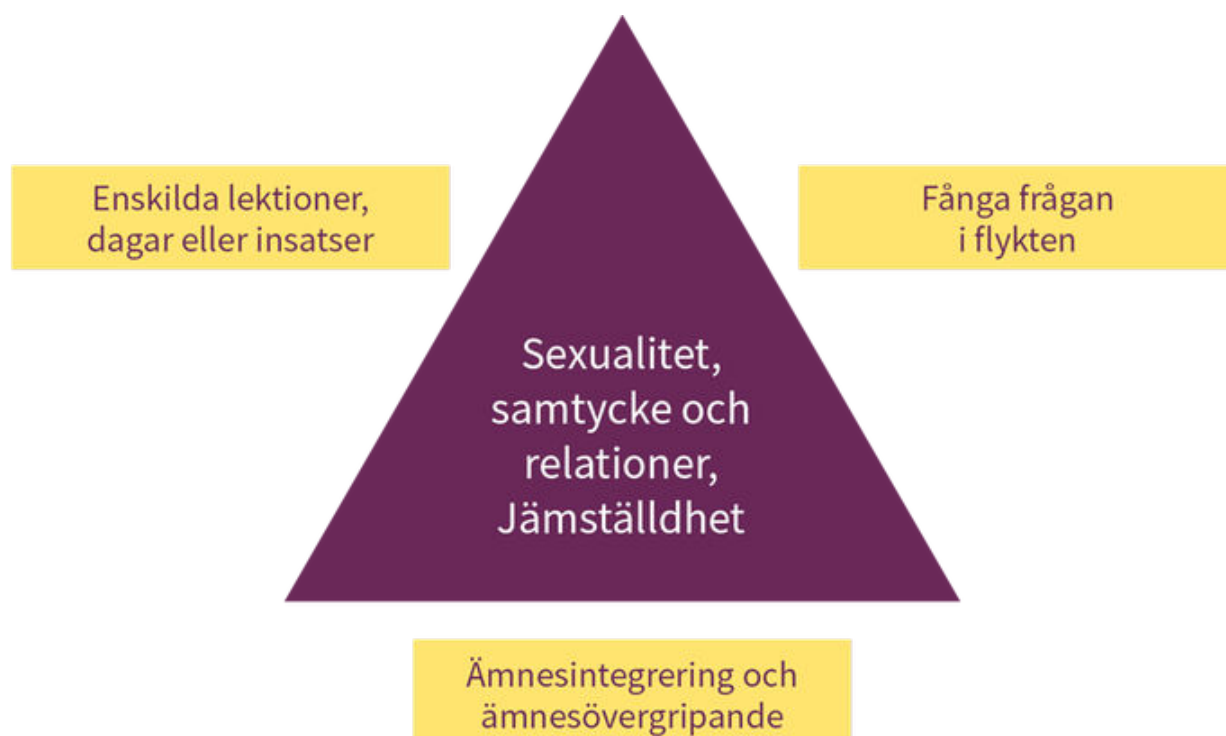 Enskilda lektioner,
dagar eller insatser
Fånga frågan
i flykten
Sexualitet,
samtycke och
relationer,
Jämställdhet
Ämnesintegrering och
ämnesövergripande